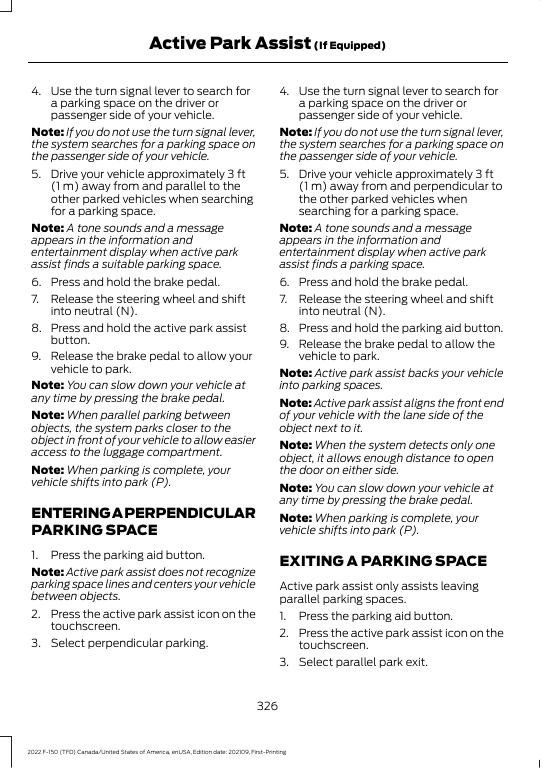 Active Park Assist (If Equipped)
4. Use the turn signal lever to search for
a parking space on the driver or
passenger side of your vehicle.
Note: If you do not use the turn signal lever,
the system searches for a parking space on
the passenger side of your vehicle.
5. Drive your vehicle approximately 3 ft
(1 m) away from and parallel to the
other parked vehicles when searching
for a parking space.
Note: A tone sounds and a message
appears in the information and
entertainment display when active park
assist finds a suitable parking space.
6. Press and hold the brake pedal.
7. Release the steering wheel and shift
into neutral (N).
8. Press and hold the active park assist
button.
9. Release the brake pedal to allow your
vehicle to park.
Note: You can slow down your vehicle at
any time by pressing the brake pedal.
Note: When parallel parking between
objects, the system parks closer to the
object in front of your vehicle to allow easier
access to the luggage compartment.
Note: When parking is complete, your
vehicle shifts into park (P).
ENTERING A PERPENDICULAR
PARKING SPACE
1. Press the parking aid button.
Note: Active park assist does not recognize
parking space lines and centers your vehicle
between objects.
2. Press the active park assist icon on the
touchscreen.
3. Select perpendicular parking.
4. Use the turn signal lever to search for
a parking space on the driver or
passenger side of your vehicle.
Note: If you do not use the turn signal lever,
the system searches for a parking space on
the passenger side of your vehicle.
5. Drive your vehicle approximately 3 ft
(1 m) away from and perpendicular to
the other parked vehicles when
searching for a parking space.
Note: A tone sounds and a message
appears in the information and
entertainment display when active park
assist finds a parking space.
6. Press and hold the brake pedal.
7. Release the steering wheel and shift
into neutral (N).
8. Press and hold the parking aid button.
9. Release the brake pedal to allow the
vehicle to park.
Note: Active park assist backs your vehicle
into parking spaces.
Note: Active park assist aligns the front end
of your vehicle with the lane side of the
object next to it.
Note: When the system detects only one
object, it allows enough distance to open
the door on either side.
Note: You can slow down your vehicle at
any time by pressing the brake pedal.
Note: When parking is complete, your
vehicle shifts into park (P).
EXITING A PARKING SPACE
Active park assist only assists leaving
parallel parking spaces.
1. Press the parking aid button.
2. Press the active park assist icon on the
touchscreen.
3. Select parallel park exit.
326
2022 F-150 (TFD) Canada/United States of America, enUSA, Edition date: 202109, First-Printing